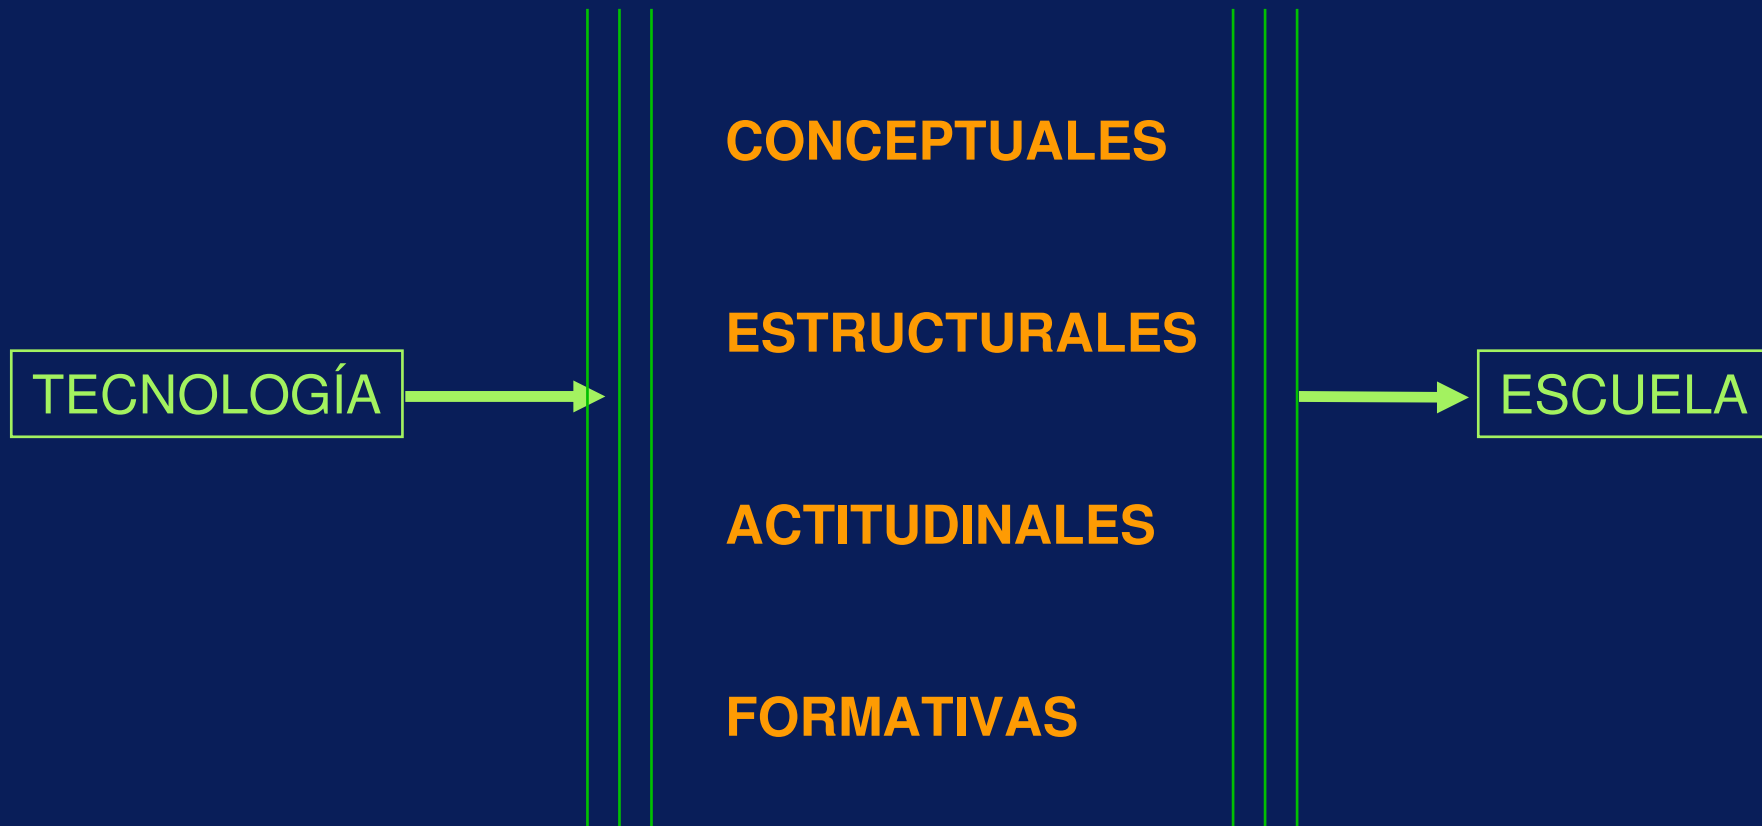 CONCEPTUALES
ESTRUCTURALES
TECNOLOGÍA
ESCUELA
ACTITUDINALES
FORMATIVAS